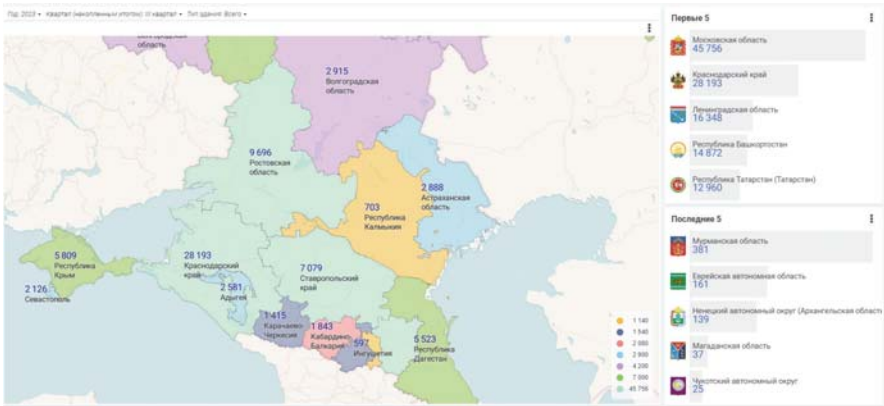 Год: 2023 • Квартал (накопленным итогом): III квартал • Тип здания: Всего •
область
2 915
Волгоградская
область
9 696
Ростовская
область
703
Республика
Калмыкия
2 888
Астраханская
область
5 809
Республика
Крым
2 126
Севастополь
28 193
Краснодарский
край
2 581
Адыгея
7 079
Ставропольский
край
1 415
Карачаево-
Черкесия
1 843
Кабардино-
Балкария
597
Ингушетия
5 523
Республика
Дагестан
1 140
1 540
2 080
2 900
4 200
7 000
45 756
Первые 5
Московская область
45 756
Краснодарский край
28 193
Ленинградская область
16 348
Республика Башкортостан
14 872
Республика Татарстан (Татарстан)
12 960
Последние 5
Мурманская область
381
Еврейская автономная область
161
Ненецкий автономный округ (Архангельская област
139
Магаданская область
37
Чукотский автономный округ
25